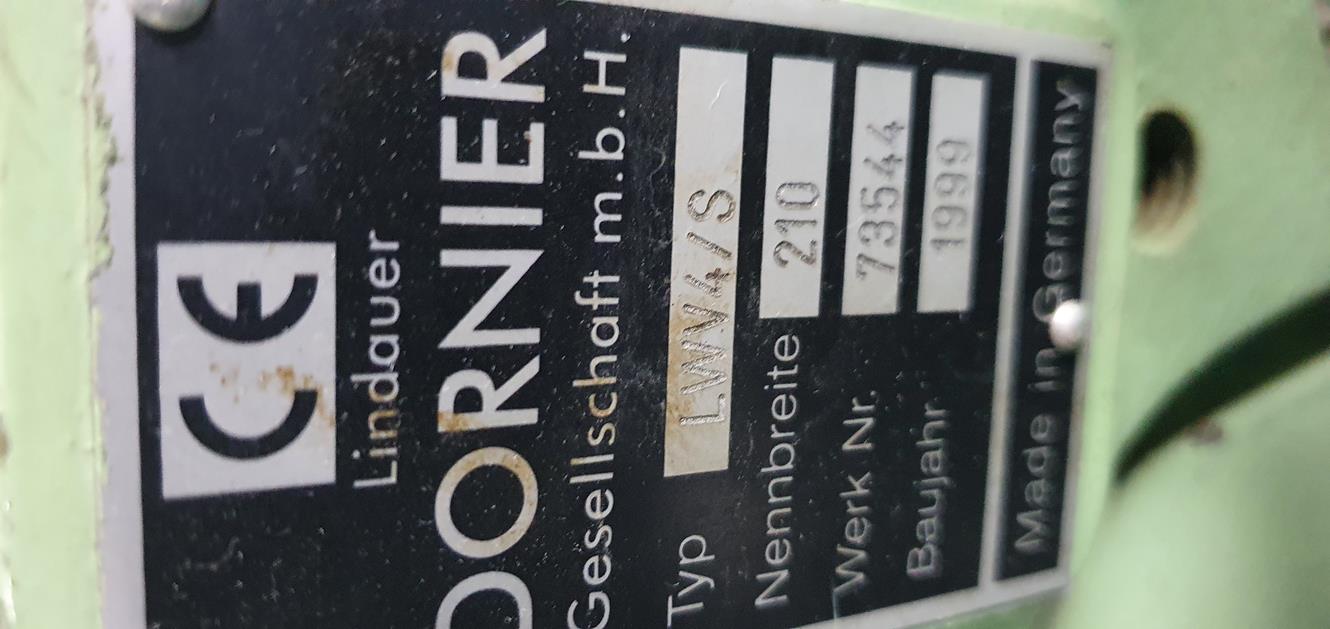 CE
Lindauer
DORNIER
Gesellschaft m.b.H.
Typ LWV4/S
Nennbreite 210
Werk Nr. 73544
Baujahr 1999
Made in Germany